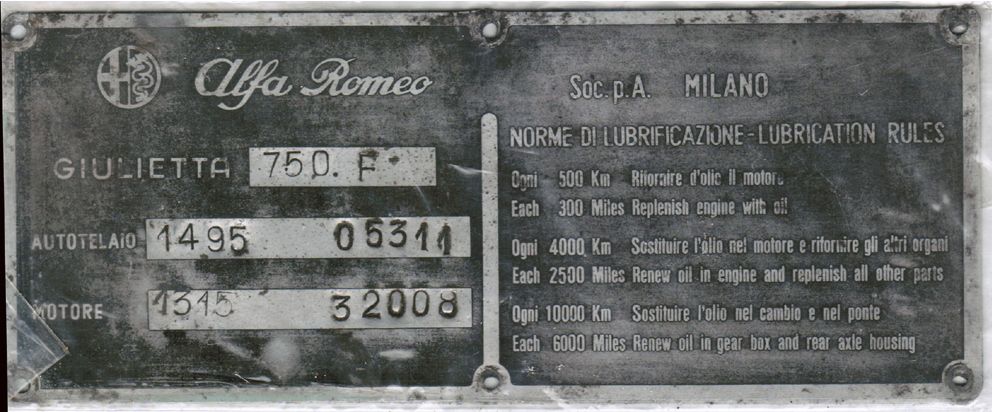 Alfa Romeo
GIULIETTA 750. F
AUTOTELAIO 1495 05311
MOTORE 1315 32008
Soc. p. A. MILANO
NORME DI LUBRIFICAZIONE - LUBRICATION RULES
Ogni 500 Km Rifornire d'olio il motore
Each 300 Miles Replenish engine with oil
Ogni 4000 Km Sostituire l'olio nel motore e rifornire gli altri organi
Each 2500 Miles Renew oil in engine and replenish all other parts
Ogni 10000 Km Sostituire l'olio nel cambio e nel ponte
Each 6000 Miles Renew oil in gear box and rear axle housing